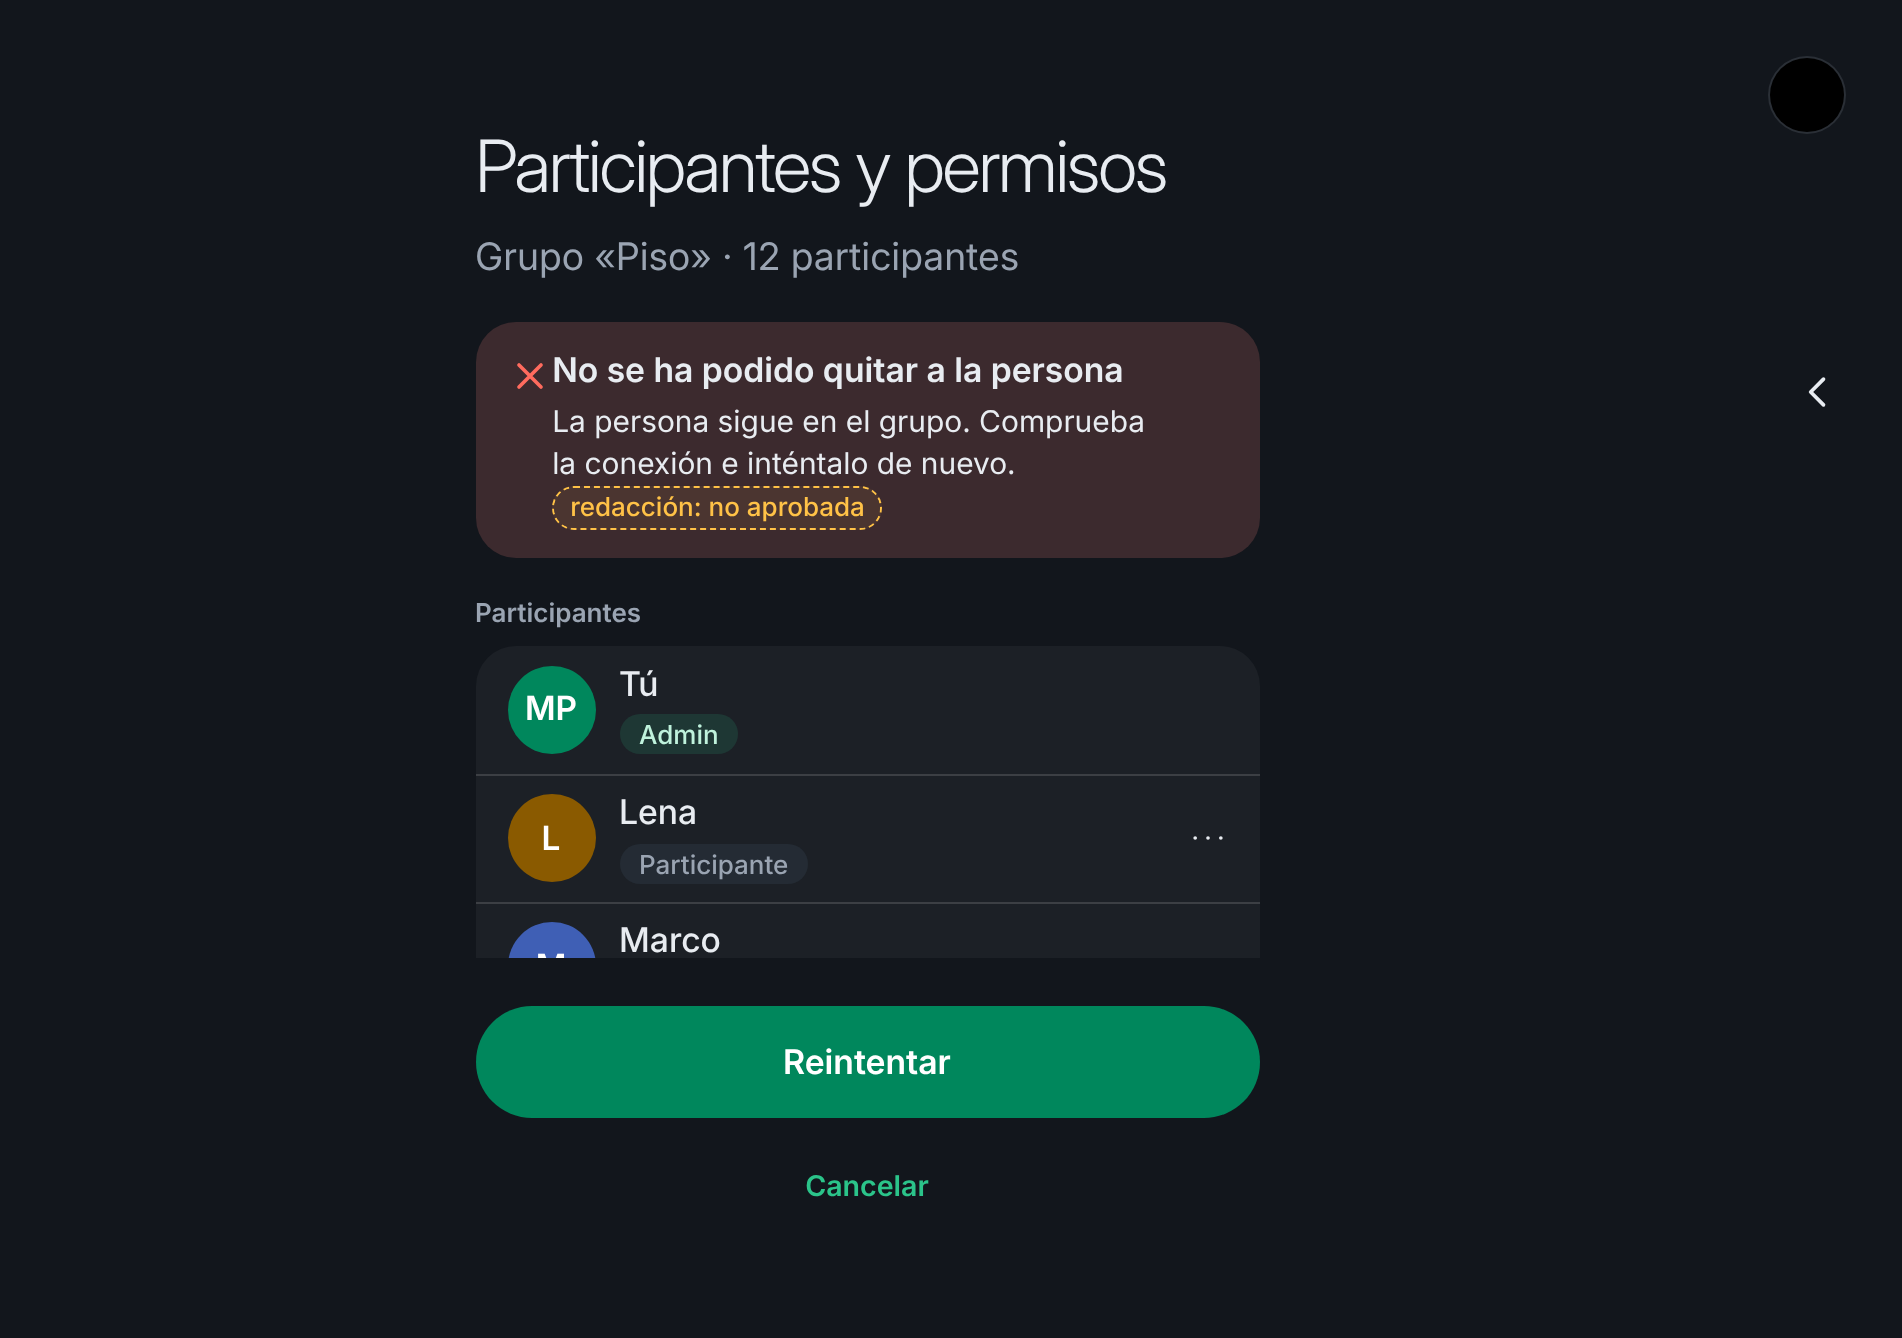 Participantes y permisos
Grupo «Piso» · 12 participantes
No se ha podido quitar a la persona
La persona sigue en el grupo. Comprueba
la conexión e inténtalo de nuevo.
redacción: no aprobada
Participantes
MP
Tú
Admin
L
Lena
Participante
M
Marco
Reintentar
Cancelar